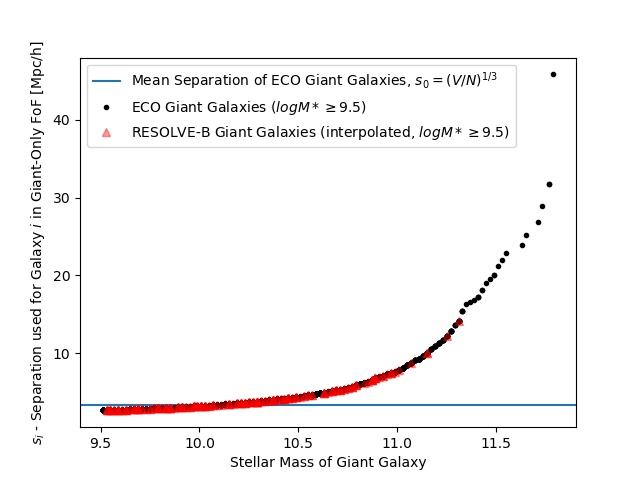 Mean Separation of ECO Giant Galaxies, s₀ = (V/N)^{1/3}
ECO Giant Galaxies (logM* ≥ 9.5)
RESOLVE-B Giant Galaxies (interpolated, logM* ≥ 9.5)
s_i - Separation used for Galaxy i in Giant-Only FoF [Mpc/h]
40
30
20
10
9.5 10.0 10.5 11.0 11.5
Stellar Mass of Giant Galaxy